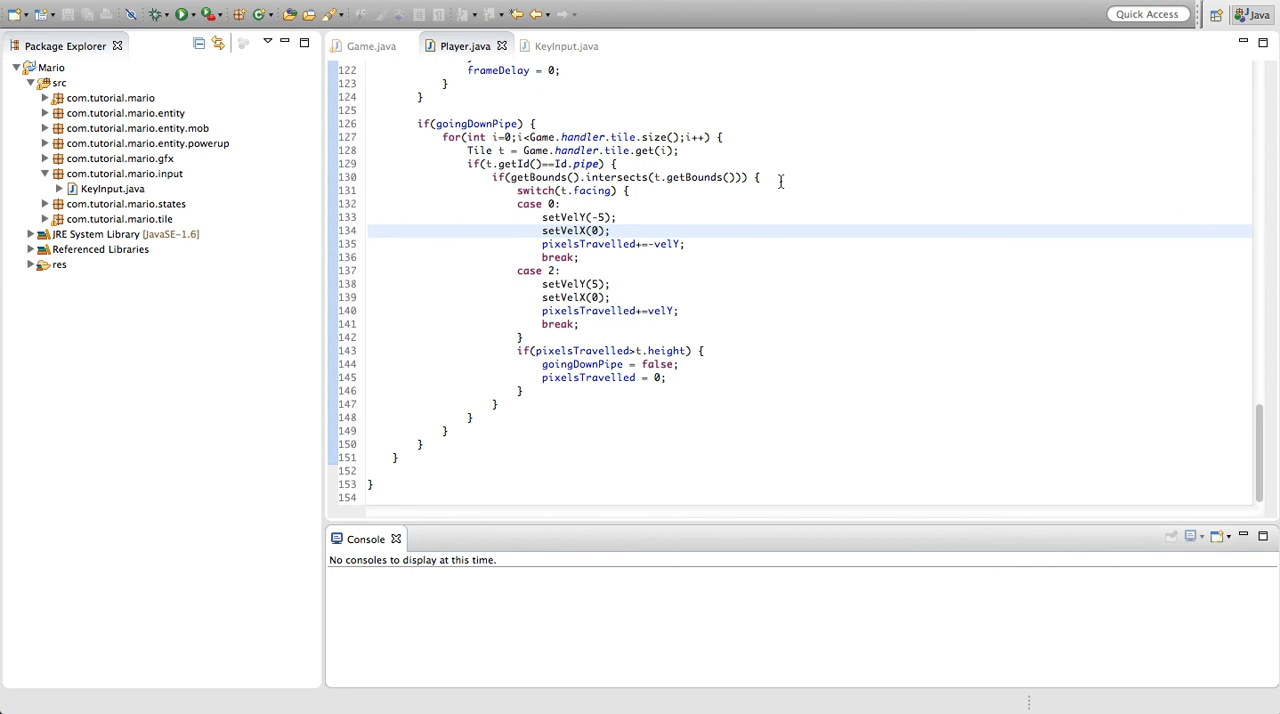 Quick Access
Java
Package Explorer
Game.java
Player.java
KeyInput.java
Mario
src
com.tutorial.mario
com.tutorial.mario.entity
com.tutorial.mario.entity.mob
com.tutorial.mario.entity.powerup
com.tutorial.mario.gfx
com.tutorial.mario.input
KeyInput.java
com.tutorial.mario.states
com.tutorial.mario.tile
JRE System Library [JavaSE-1.6]
Referenced Libraries
res
122 frameDelay = 0;
123 }
124 }
125
126 if(goingDownPipe) {
127 for(int i=0;i<Game.handler.tile.size();i++) {
128 Tile t = Game.handler.tile.get(i);
129 if(t.getId()==Id.pipe) {
130 if(getBounds().intersects(t.getBounds())) {
131 switch(t.facing) {
132 case 0:
133 setVelY(-5);
134 setVelX(0);
135 pixelsTravelled+=-velY;
136 break;
137 case 2:
138 setVelY(5);
139 setVelX(0);
140 pixelsTravelled+=velY;
141 break;
142 }
143 if(pixelsTravelled>t.height) {
144 goingDownPipe = false;
145 pixelsTravelled = 0;
146 }
147 }
148 }
149 }
150 }
151 }
152
153 }
154
Console
No consoles to display at this time.